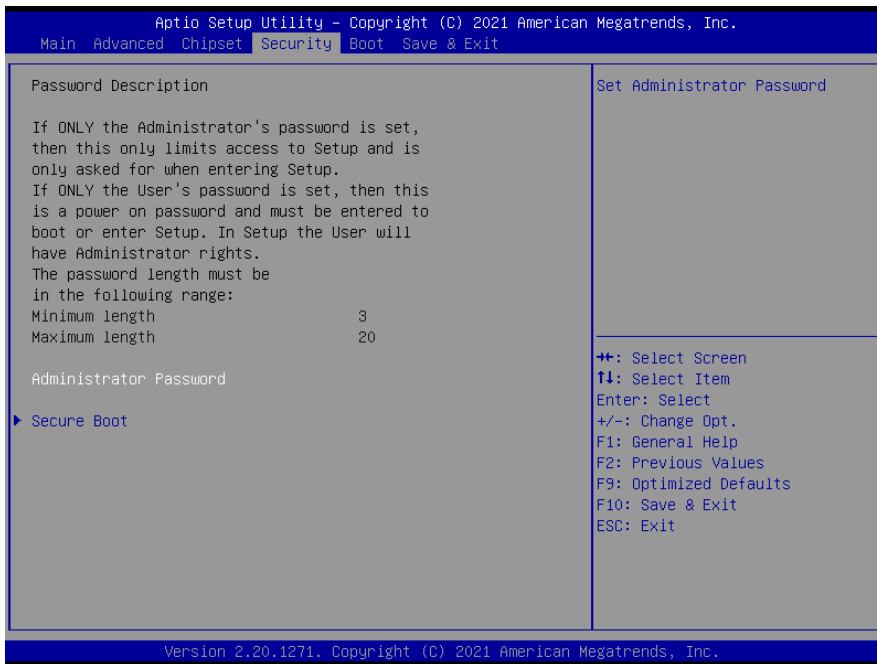 Aptio Setup Utility – Copyright (C) 2021 American Megatrends, Inc.
Main Advanced Chipset Security Boot Save & Exit
Password Description
If ONLY the Administrator's password is set,
then this only limits access to Setup and is
only asked for when entering Setup.
If ONLY the User's password is set, then this
is a power on password and must be entered to
boot or enter Setup. In Setup the User will
have Administrator rights.
The password length must be
in the following range:
Minimum length 3
Maximum length 20
Administrator Password
Secure Boot
Set Administrator Password
→←: Select Screen
↑↓: Select Item
Enter: Select
+/-: Change Opt.
F1: General Help
F2: Previous Values
F9: Optimized Defaults
F10: Save & Exit
ESC: Exit
Version 2.20.1271. Copyright (C) 2021 American Megatrends, Inc.